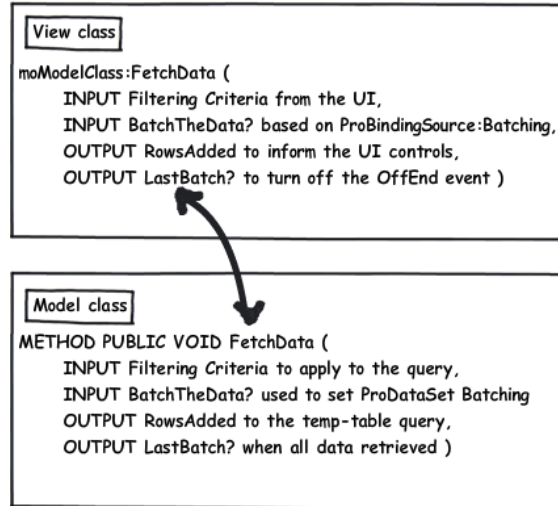 View class
moModelClass:FetchData (
INPUT Filtering Criteria from the UI,
INPUT BatchTheData? based on ProBindingSource:Batching,
OUTPUT RowsAdded to inform the UI controls,
OUTPUT LastBatch? to turn off the OffEnd event )
Model class
METHOD PUBLIC VOID FetchData (
INPUT Filtering Criteria to apply to the query,
INPUT BatchTheData? used to set ProDataSet Batching
OUTPUT RowsAdded to the temp-table query,
OUTPUT LastBatch? when all data retrieved )